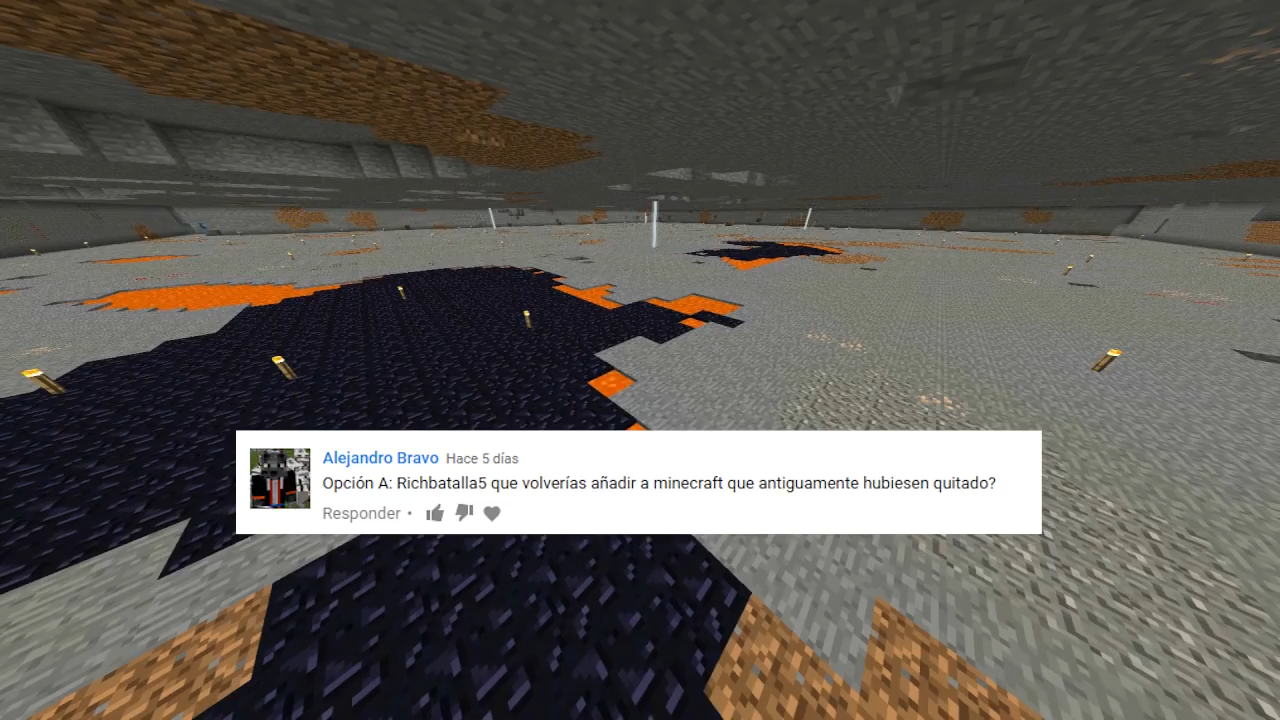 Alejandro Bravo Hace 5 días
Opción A: Richbatalla5 que volverías añadir a minecraft que antiguamente hubiesen quitado?
Responder •